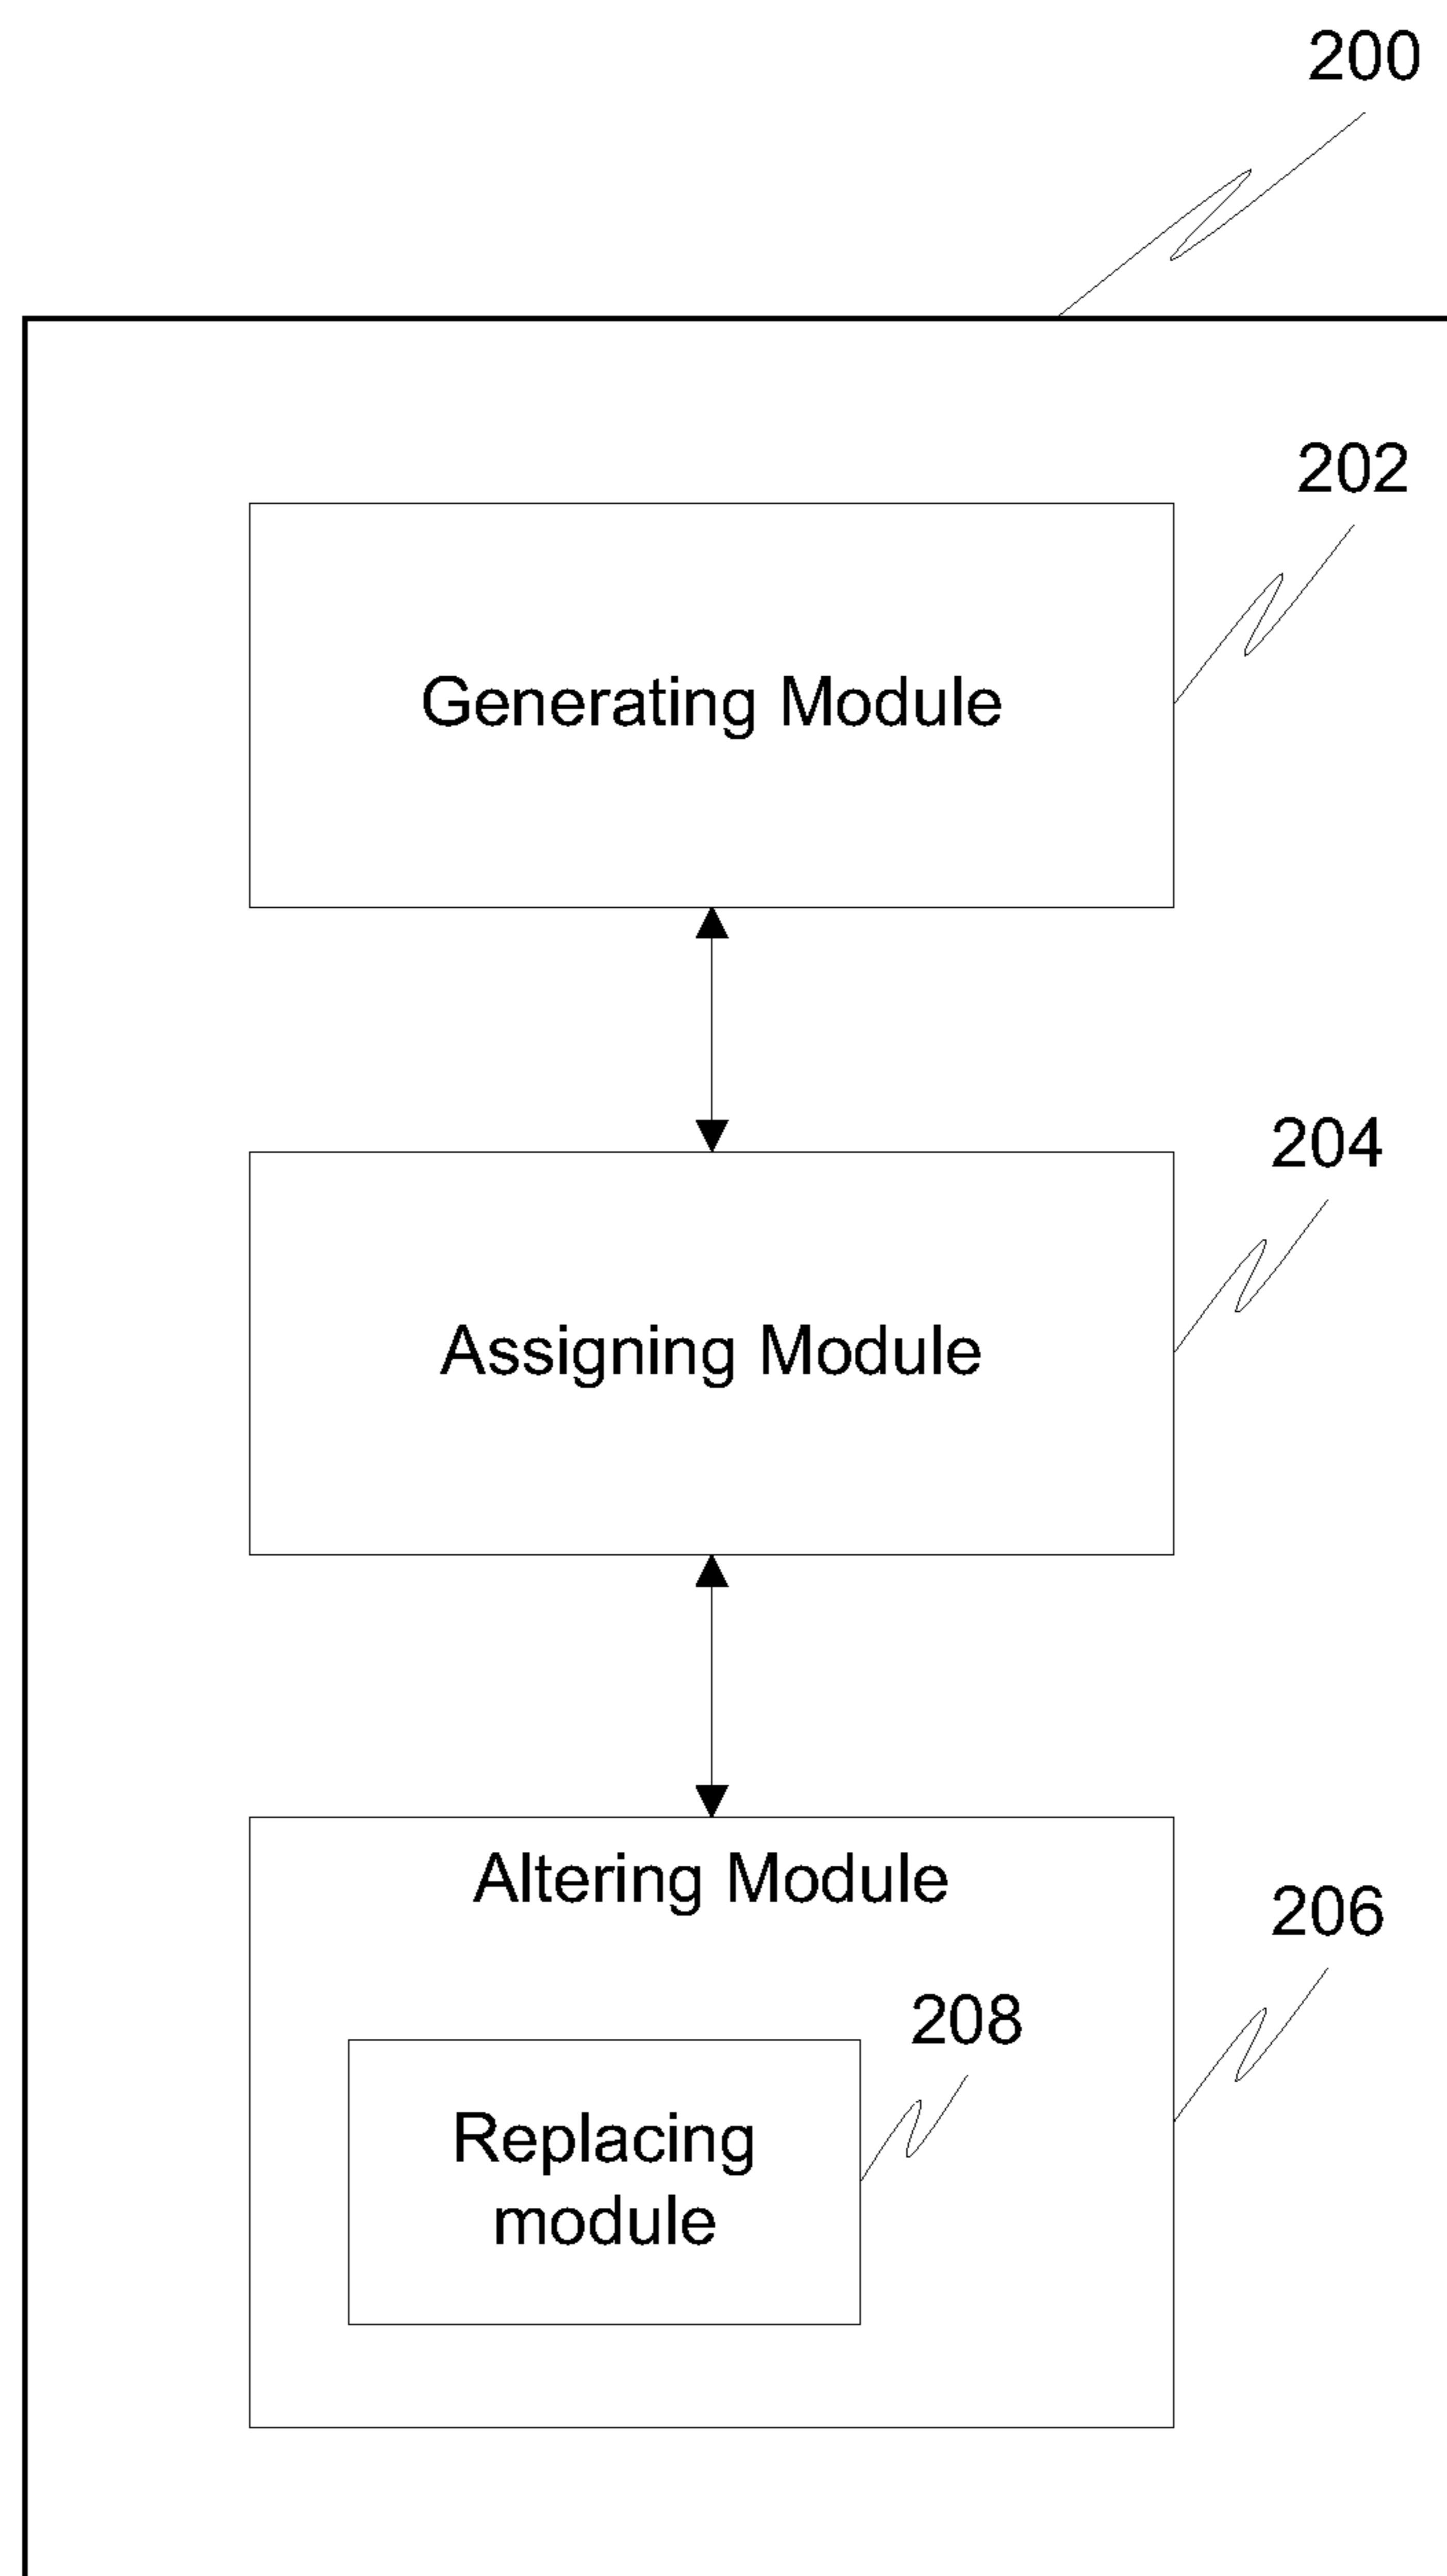 200
202
Generating Module
204
Assigning Module
Altering Module
206
208
Replacing
module